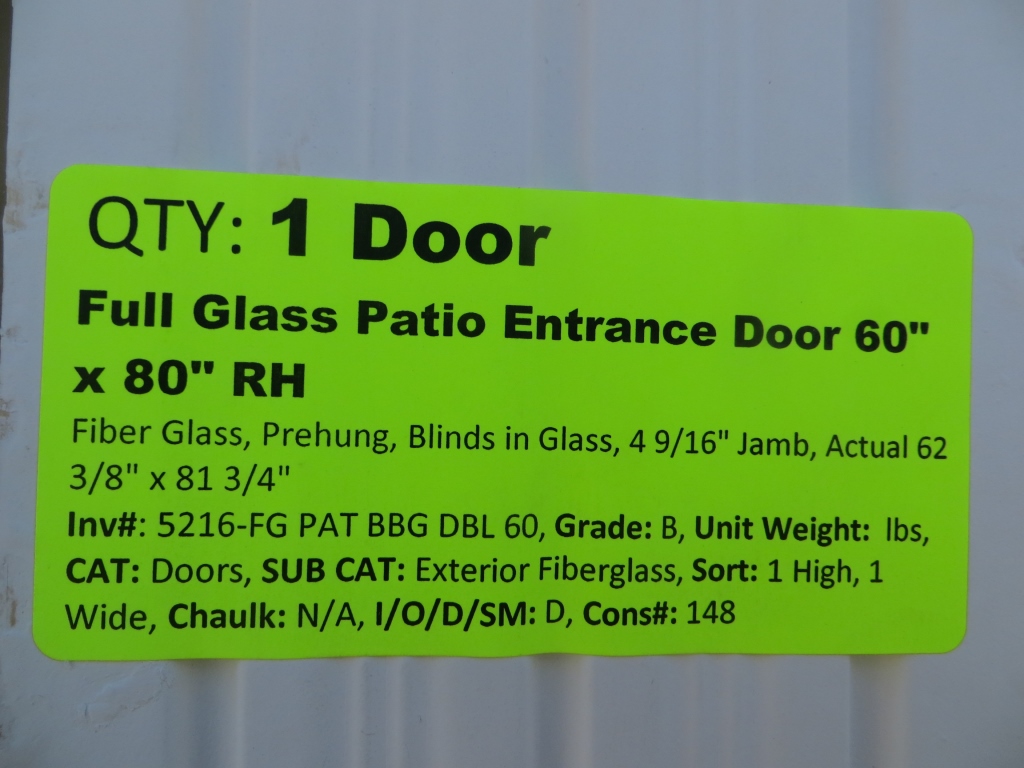 QTY: 1 Door
Full Glass Patio Entrance Door 60"
x 80" RH
Fiber Glass, Prehung, Blinds in Glass, 4 9/16" Jamb, Actual 62
3/8" x 81 3/4"
Inv#: 5216-FG PAT BBG DBL 60, Grade: B, Unit Weight:  lbs,
CAT: Doors, SUB CAT: Exterior Fiberglass, Sort: 1 High, 1
Wide, Chaulk: N/A, I/O/D/SM: D, Cons#: 148